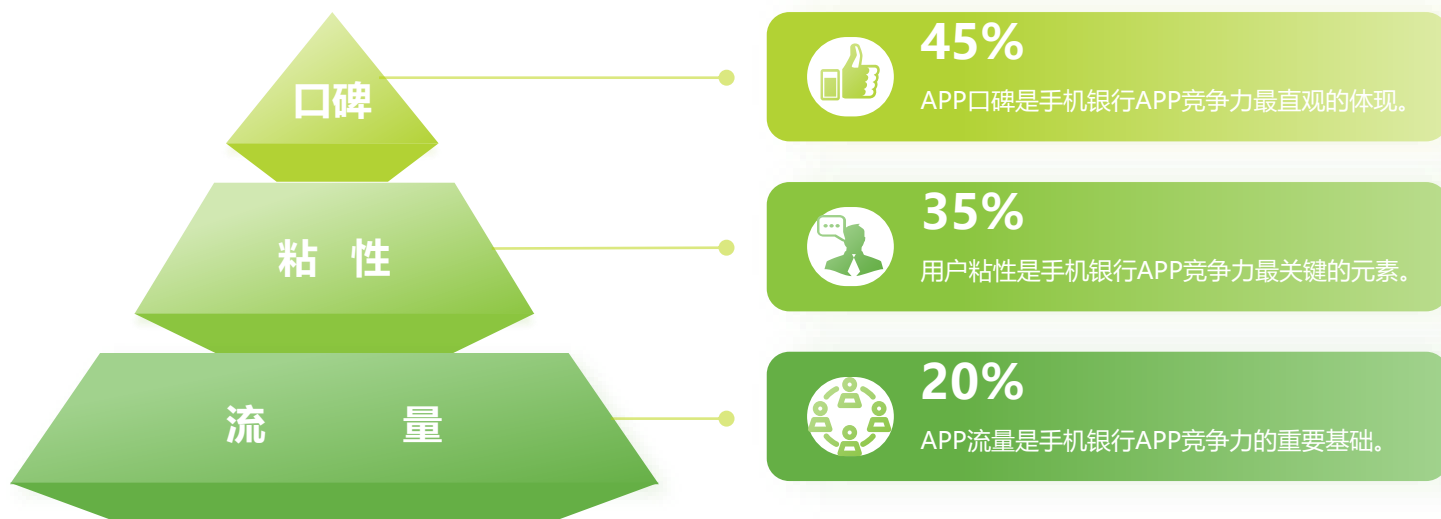 口碑
45%
APP口碑是手机银行APP竞争力最直观的体现。
粘 性
35%
用户粘性是手机银行APP竞争力最关键的元素。
流 量
20%
APP流量是手机银行APP竞争力的重要基础。